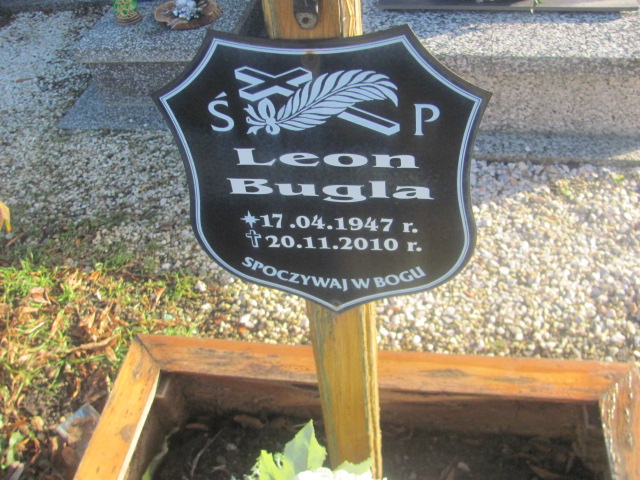 Ś P
Leon
Bugla
17.04.1947 r.
20.11.2010 r.
SPOCZYWAJ W BOGU